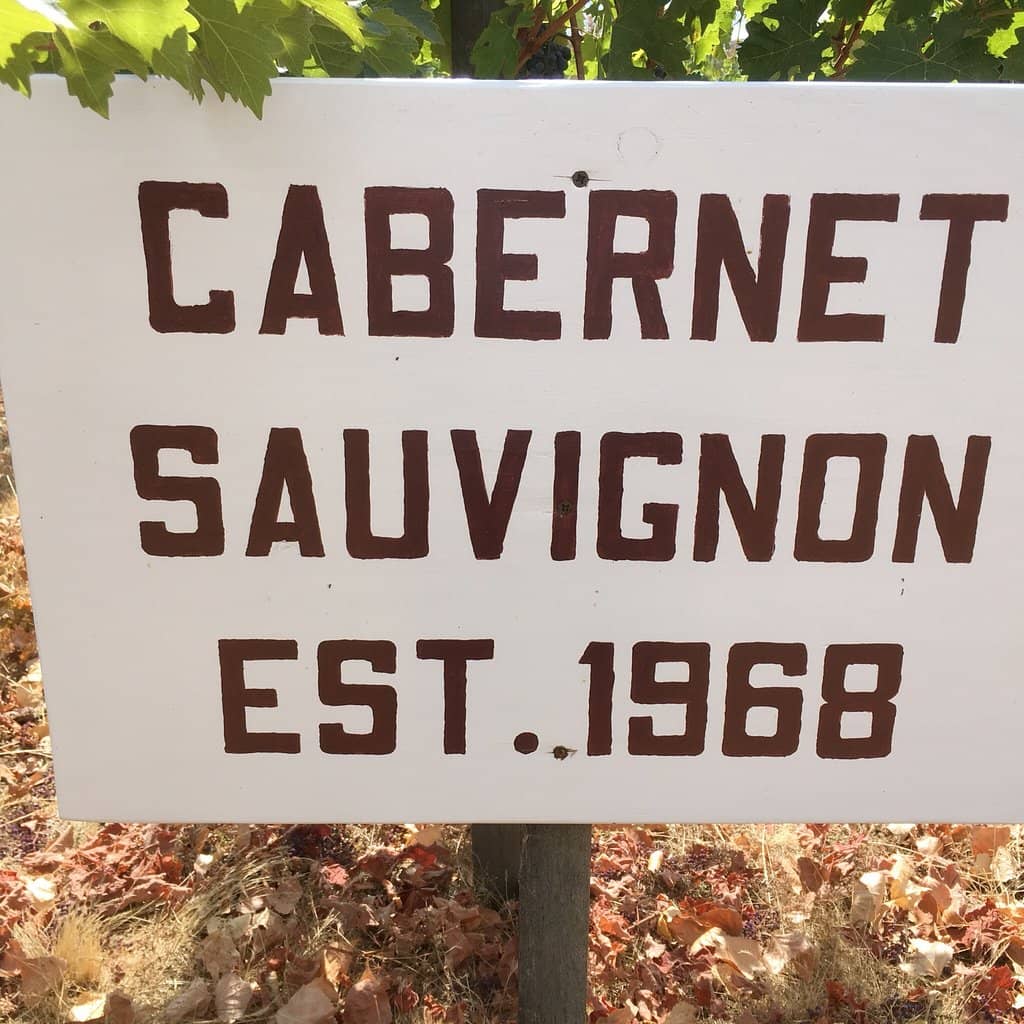 CABERNET
SAUVIGNON
EST. 1968